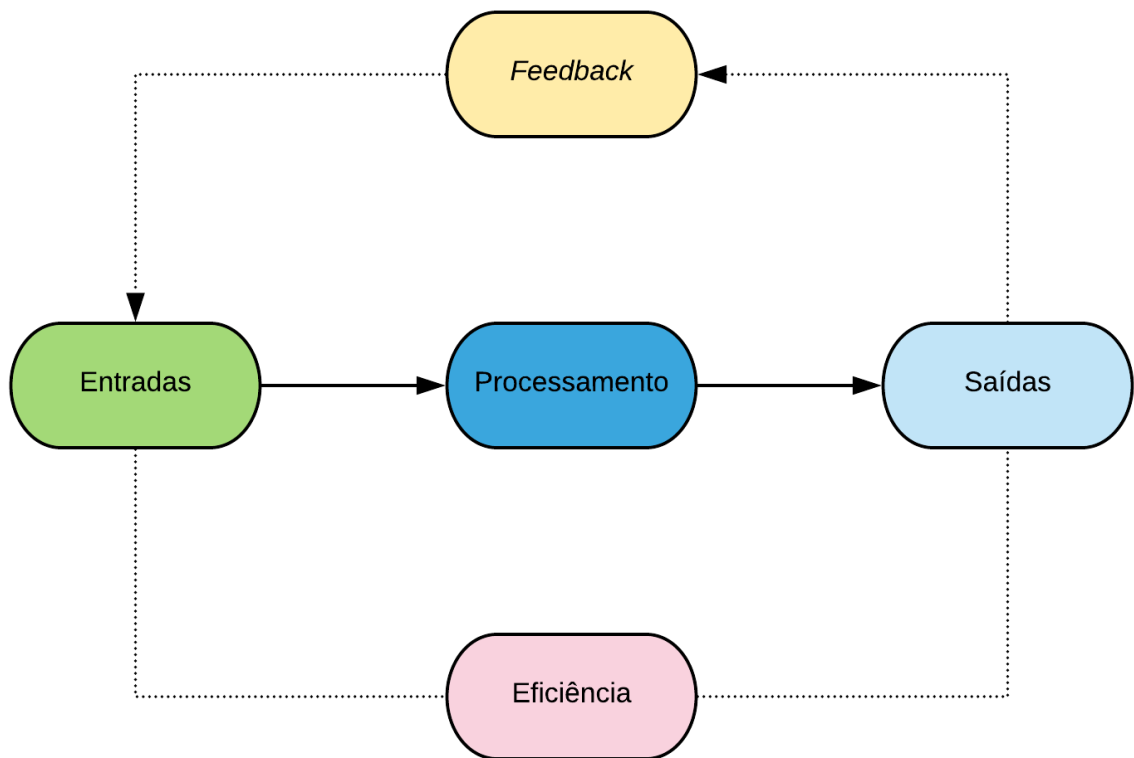 Feedback
Entradas
Processamento
Saídas
Eficiência